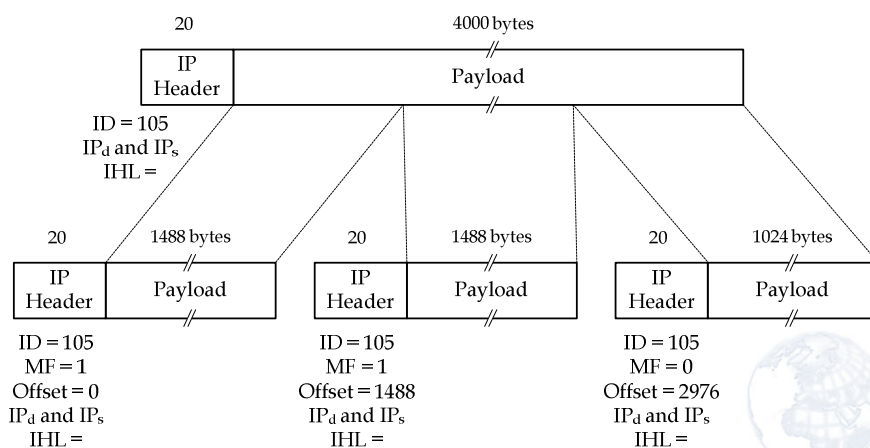 20
4000 bytes
IP
Header
Payload
ID = 105
IPd and IPs
IHL =
20
1488 bytes
20
1488 bytes
20
1024 bytes
IP
Header
Payload
IP
Header
Payload
IP
Header
Payload
ID = 105
MF = 1
Offset = 0
IPd and IPs
IHL =
ID = 105
MF = 1
Offset = 1488
IPd and IPs
IHL =
ID = 105
MF = 0
Offset = 2976
IPd and IPs
IHL =